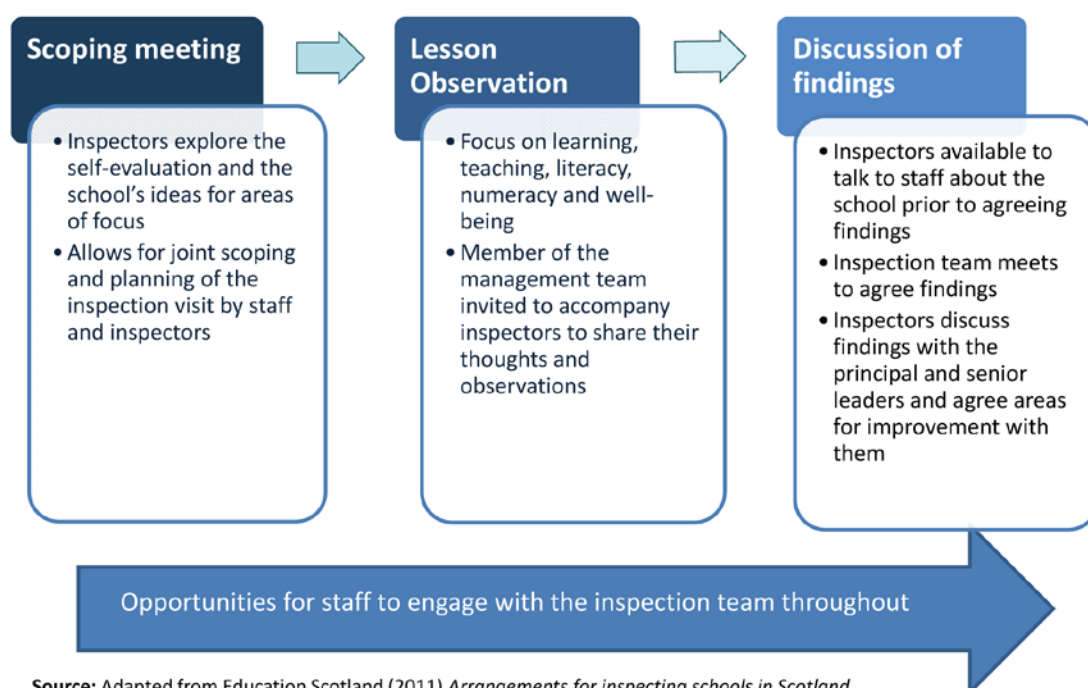 Scoping meeting
• Inspectors explore the
self-evaluation and the
school's ideas for areas
of focus
• Allows for joint scoping
and planning of the
inspection visit by staff
and inspectors
Lesson
Observation
• Focus on learning,
teaching, literacy,
numeracy and well-
being
• Member of the
management team
invited to accompany
inspectors to share their
thoughts and
observations
Discussion of
findings
• Inspectors available to
talk to staff about the
school prior to agreeing
findings
• Inspection team meets
to agree findings
• Inspectors discuss
findings with the
principal and senior
leaders and agree areas
for improvement with
them
Opportunities for staff to engage with the inspection team throughout
Source: Adapted from Education Scotland (2011) Arrangements for inspecting schools in Scotland